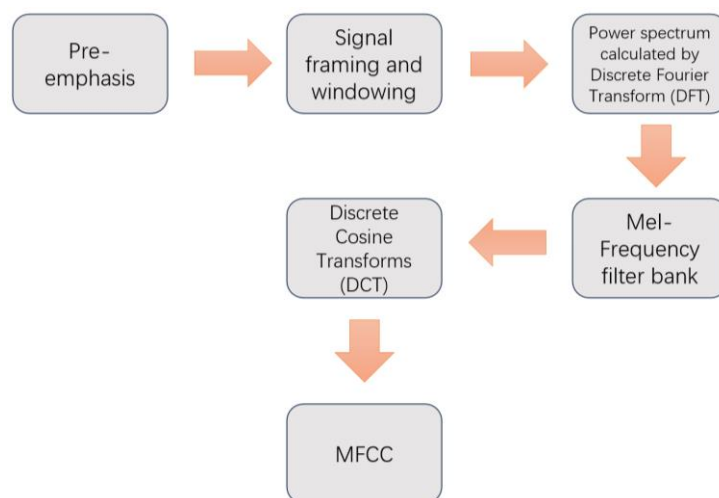 Pre-
emphasis
Signal
framing and
windowing
Power spectrum
calculated by
Discrete Fourier
Transform (DFT)
Mel-
Frequency
filter bank
Discrete
Cosine
Transforms
(DCT)
MFCC